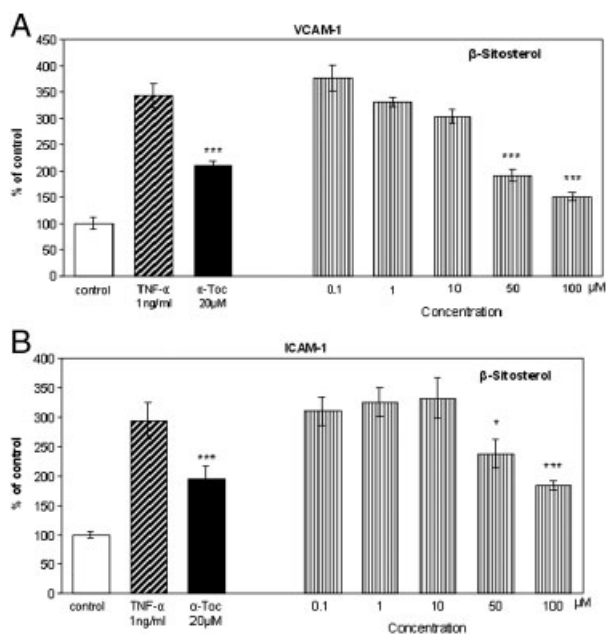 A
VCAM-1
β-Sitosterol
% of control
450
400
350
300
250
200
150
100
50
0
***
***
***
control
TNF-α
1ng/ml
α-Toc
20μM
0.1
1
10
50
100
μM
Concentration
B
ICAM-1
β-Sitosterol
% of control
400
350
300
250
200
150
100
50
0
***
*
***
control
TNF-α
1ng/ml
α-Toc
20μM
0.1
1
10
50
100
μM
Concentration